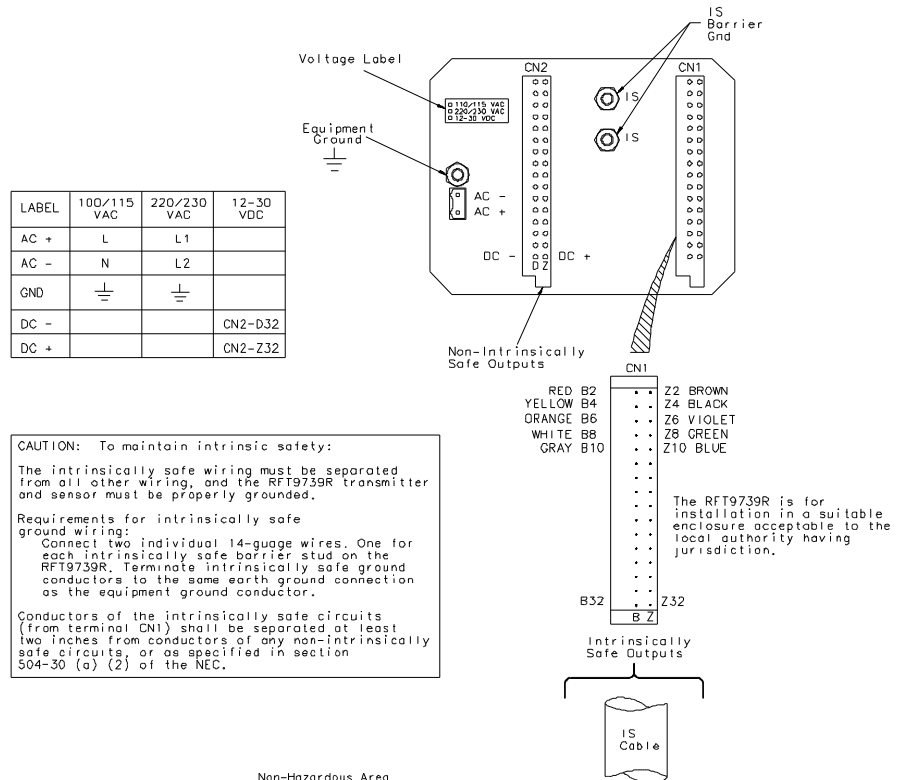 IS
Barrier
Gnd
Voltage Label
CN2
CN1
110/115 VAC
220/230 VAC
12-30 VDC
IS
IS
Equipment
Ground
AC -
AC +
DC -
DC +
D Z
LABEL 100/115 VAC 220/230 VAC 12-30 VDC
AC + L L1
AC - N L2
GND
DC - CN2-D32
DC + CN2-Z32
Non-Intrinsically
Safe Outputs
CN1
RED B2 Z2 BROWN
YELLOW B4 Z4 BLACK
ORANGE B6 Z6 VIOLET
WHITE B8 Z8 GREEN
GRAY B10 Z10 BLUE
B32 Z32
B Z
The RFT9739R is for
installation in a suitable
enclosure acceptable to the
local authority having
jurisdiction.
CAUTION: To maintain intrinsic safety:
The intrinsically safe wiring must be separated
from all other wiring, and the RFT9739R transmitter
and sensor must be properly grounded.
Requirements for intrinsically safe
ground wiring:
Connect two individual 14-guage wires. One for
each intrinsically safe barrier stud on the
RFT9739R. Terminate intrinsically safe ground
conductors to the same earth ground connection
as the equipment ground conductor.
Conductors of the intrinsically safe circuits
(from terminal CN1) shall be separated at least
two inches from conductors of any non-intrinsically
safe circuits, or as specified in section
504-30 (a) (2) of the NEC.
Intrinsically
Safe Outputs
IS
Cable
Non-Hazardous Area